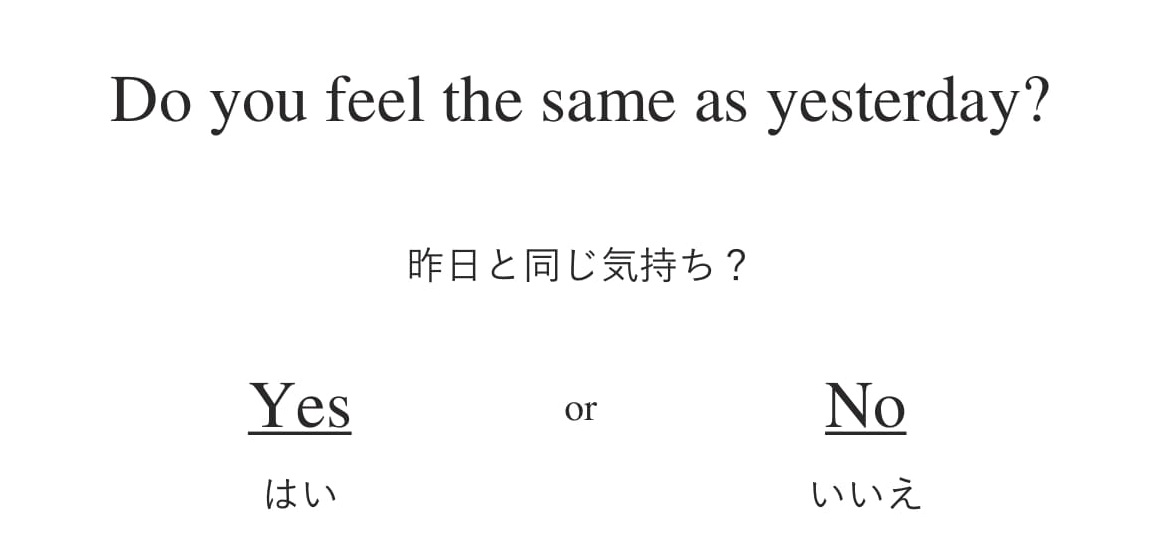 Do you feel the same as yesterday?
昨日と同じ気持ち？
Yes or No
はい いいえ